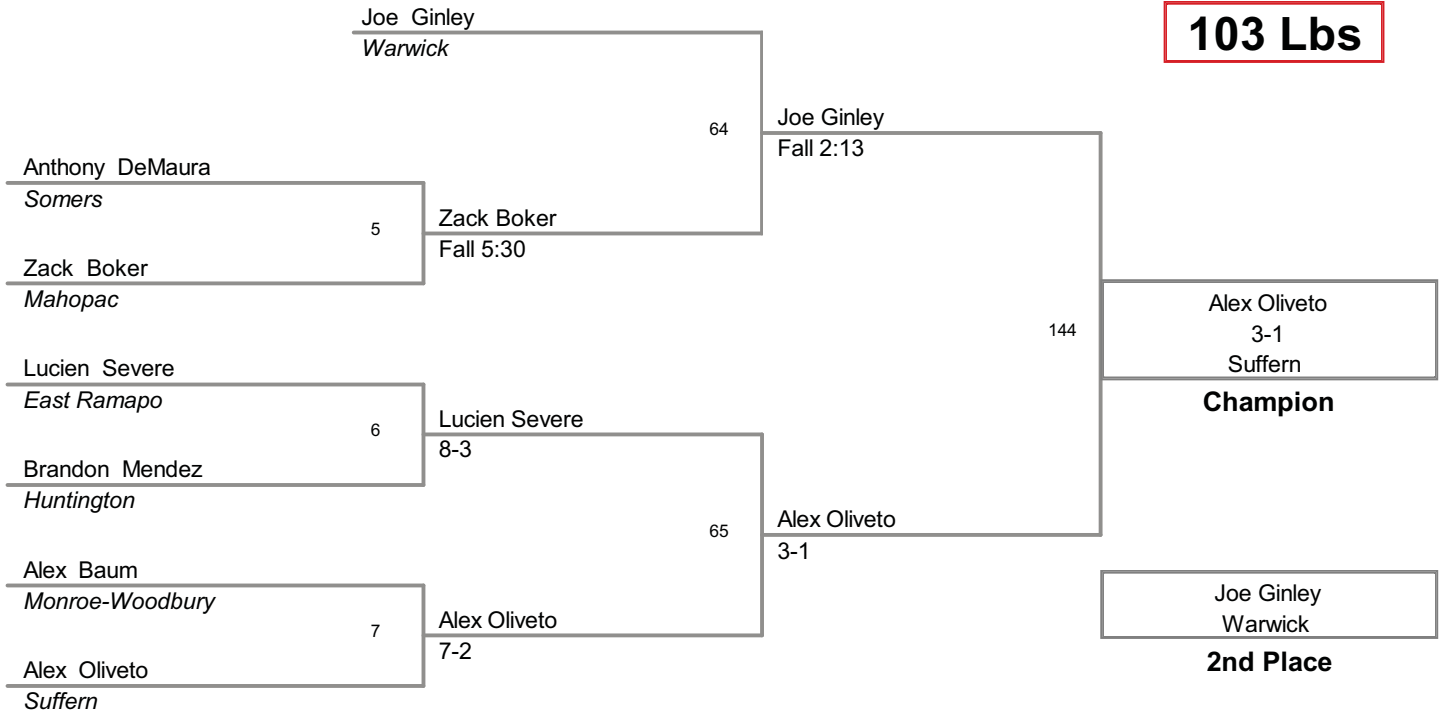 Joe  Ginley
Warwick
103 Lbs
64
Joe Ginley
Fall 2:13
Anthony  DeMaura
Somers
5
Zack Boker
Fall 5:30
Zack  Boker
Mahopac
144
Alex Oliveto
3-1
Suffern
Champion
Lucien  Severe
East Ramapo
6
Lucien Severe
8-3
Brandon  Mendez
Huntington
65
Alex Oliveto
3-1
Alex  Baum
Monroe-Woodbury
7
Alex Oliveto
7-2
Alex  Oliveto
Suffern
Joe Ginley
Warwick
2nd Place